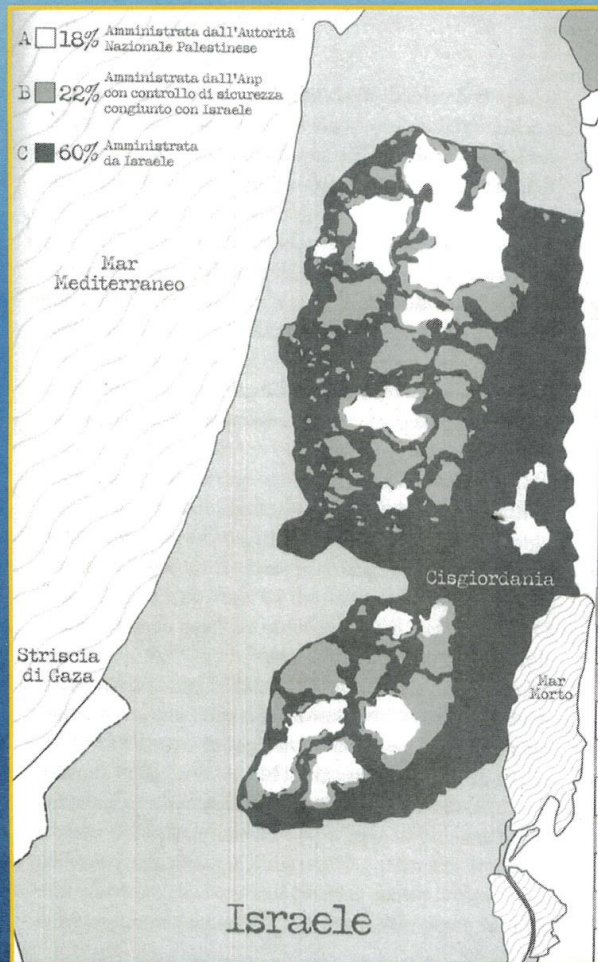 A 18% Amministrata dall'Autorità
Nazionale Palestinese
B 22% Amministrata dall'Anp
con controllo di sicurezza
congiunto con Israele
C 60% Amministrata
da Israele
Mar
Mediterraneo
Cisgiordania
Striscia
di Gaza
Mar
Morto
Israele